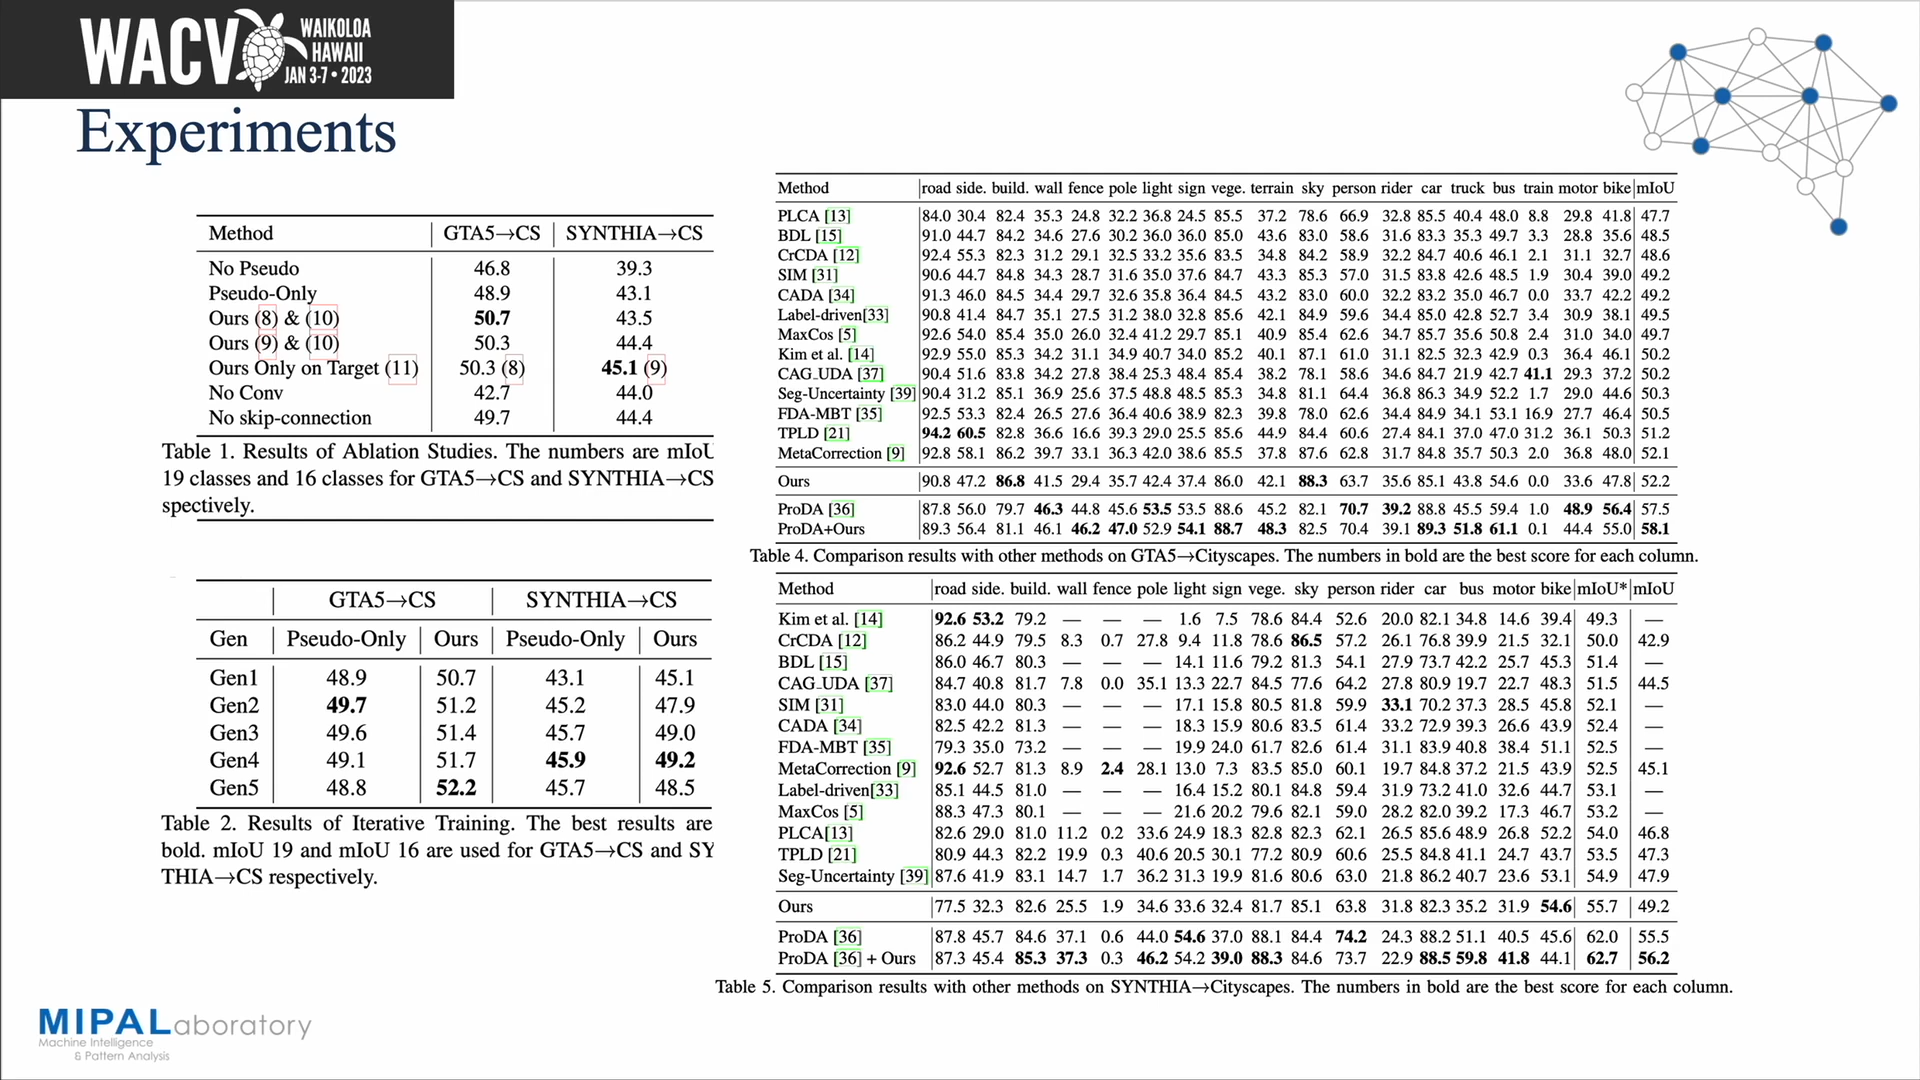 WACV
WAIKOLOA
HAWAII
JAN 3-7 • 2023
Experiments
Method GTA5→CS SYNTHIA→CS
No Pseudo 46.8 39.3
Pseudo-Only 48.9 43.1
Ours (8) & (10) 50.7 43.5
Ours (9) & (10) 50.3 44.4
Ours Only on Target (11) 50.3 (8) 45.1 (9)
No Conv 42.7 44.0
No skip-connection 49.7 44.4
Table 1. Results of Ablation Studies. The numbers are mIoU
19 classes and 16 classes for GTA5→CS and SYNTHIA→CS
spectively.
GTA5→CS SYNTHIA→CS
Gen Pseudo-Only Ours Pseudo-Only Ours
Gen1 48.9 50.7 43.1 45.1
Gen2 49.7 51.2 45.2 47.9
Gen3 49.6 51.4 45.7 49.0
Gen4 49.1 51.7 45.9 49.2
Gen5 48.8 52.2 45.7 48.5
Table 2. Results of Iterative Training. The best results are
bold. mIoU 19 and mIoU 16 are used for GTA5→CS and SY
THIA→CS respectively.
Method road side. build. wall fence pole light sign vege. terrain sky person rider car truck bus train motor bike mIoU
PLCA [13] 84.0 30.4 82.4 35.3 24.8 32.2 36.8 24.5 85.5 37.2 78.6 66.9 32.8 85.5 40.4 48.0 8.8 29.8 41.8 47.7
BDL [15] 91.0 44.7 84.2 34.6 27.6 30.2 36.0 36.0 85.0 43.6 83.0 58.6 31.6 83.3 35.3 49.7 3.3 28.8 35.6 48.5
CrCDA [12] 92.4 55.3 82.3 31.2 29.1 32.5 33.2 35.6 83.5 34.8 84.2 58.9 32.2 84.7 40.6 46.1 2.1 31.1 32.7 48.6
SIM [31] 90.6 44.7 84.8 34.3 28.7 31.6 35.0 37.6 84.7 43.3 85.3 57.0 31.5 83.8 42.6 48.5 1.9 30.4 39.0 49.2
CADA [34] 91.3 46.0 84.5 34.4 29.7 32.6 35.8 36.4 84.5 43.2 83.0 60.0 32.2 83.2 35.0 46.7 0.0 33.7 42.2 49.2
Label-driven[33] 90.8 41.4 84.7 35.1 27.5 31.2 38.0 32.8 85.6 42.1 84.9 59.6 34.4 85.0 42.8 52.7 3.4 30.9 38.1 49.5
MaxCos [5] 92.6 54.0 85.4 35.0 26.0 32.4 41.2 29.7 85.1 40.9 85.4 62.6 34.7 85.7 35.6 50.8 2.4 31.0 34.0 49.7
Kim et al. [14] 92.9 55.0 85.3 34.2 31.1 34.9 40.7 34.0 85.2 40.1 87.1 61.0 31.1 82.5 32.3 42.9 0.3 36.4 46.1 50.2
CAG_UDA [37] 90.4 51.6 83.8 34.2 27.8 38.4 25.3 48.4 85.4 38.2 78.1 58.6 34.6 84.7 21.9 42.7 41.1 29.3 37.2 50.2
Seg-Uncertainty [39] 90.4 31.2 85.1 36.9 25.6 37.5 48.8 48.5 85.3 34.8 81.1 64.4 36.8 86.3 34.9 52.2 1.7 29.0 44.6 50.3
FDA-MBT [35] 92.5 53.3 82.4 26.5 27.6 36.4 40.6 38.9 82.3 39.8 78.0 62.6 34.4 84.9 34.1 53.1 16.9 27.7 46.4 50.5
TPLD [21] 94.2 60.5 82.8 36.6 16.6 39.3 29.0 25.5 85.6 44.9 84.4 60.6 27.4 84.1 37.0 47.0 31.2 36.1 50.3 51.2
MetaCorrection [9] 92.8 58.1 86.2 39.7 33.1 36.3 42.0 38.6 85.5 37.8 87.6 62.8 31.7 84.8 35.7 50.3 2.0 36.8 48.0 52.1
Ours 90.8 47.2 86.8 41.5 29.4 35.7 42.4 37.4 86.0 42.1 88.3 63.7 35.6 85.1 43.8 54.6 0.0 33.6 47.8 52.2
ProDA [36] 87.8 56.0 79.7 46.3 44.8 45.6 53.5 53.5 88.6 45.2 82.1 70.7 39.2 88.8 45.5 59.4 1.0 48.9 56.4 57.5
ProDA+Ours 89.3 56.4 81.1 46.1 46.2 47.0 52.9 54.1 88.7 48.3 82.5 70.4 39.1 89.3 51.8 61.1 0.1 44.4 55.0 58.1
Table 4. Comparison results with other methods on GTA5→Cityscapes. The numbers in bold are the best score for each column.
Method road side. build. wall fence pole light sign vege. sky person rider car bus motor bike mIoU* mIoU
Kim et al. [14] 92.6 53.2 79.2 — — — 1.6 7.5 78.6 84.4 52.6 20.0 82.1 34.8 14.6 39.4 49.3 —
CrCDA [12] 86.2 44.9 79.5 8.3 0.7 27.8 9.4 11.8 78.6 86.5 57.2 26.1 76.8 39.9 21.5 32.1 50.0 42.9
BDL [15] 86.0 46.7 80.3 — — — 14.1 11.6 79.2 81.3 54.1 27.9 73.7 42.2 25.7 45.3 51.4 —
CAG_UDA [37] 84.7 40.8 81.7 7.8 0.0 35.1 13.3 22.7 84.5 77.6 64.2 27.8 80.9 19.7 22.7 48.3 51.5 44.5
SIM [31] 83.0 44.0 80.3 — — — 17.1 15.8 80.5 81.8 59.9 33.1 70.2 37.3 28.5 45.8 52.1 —
CADA [34] 82.5 42.2 81.3 — — — 18.3 15.9 80.6 83.5 61.4 33.2 72.9 39.3 26.6 43.9 52.4 —
FDA-MBT [35] 79.3 35.0 73.2 — — — 19.9 24.0 61.7 82.6 61.4 31.1 83.9 40.8 38.4 51.1 52.5 —
MetaCorrection [9] 92.6 52.7 81.3 8.9 2.4 28.1 13.0 7.3 83.5 85.0 60.1 19.7 84.8 37.2 21.5 43.9 52.5 45.1
Label-driven[33] 85.1 44.5 81.0 — — — 16.4 15.2 80.1 84.8 59.4 31.9 73.2 41.0 32.6 44.7 53.1 —
MaxCos [5] 88.3 47.3 80.1 — — — 21.6 20.2 79.6 82.1 59.0 28.2 82.0 39.2 17.3 46.7 53.2 —
PLCA[13] 82.6 29.0 81.0 11.2 0.2 33.6 24.9 18.3 82.8 82.3 62.1 26.5 85.6 48.9 26.8 52.2 54.0 46.8
TPLD [21] 80.9 44.3 82.2 19.9 0.3 40.6 20.5 30.1 77.2 80.9 60.6 25.5 84.8 41.1 24.7 43.7 53.5 47.3
Seg-Uncertainty [39] 87.6 41.9 83.1 14.7 1.7 36.2 31.3 19.9 81.6 80.6 63.0 21.8 86.2 40.7 23.6 53.1 54.9 47.9
Ours 77.5 32.3 82.6 25.5 1.9 34.6 33.6 32.4 81.7 85.1 63.8 31.8 82.3 35.2 31.9 54.6 55.7 49.2
ProDA [36] 87.8 45.7 84.6 37.1 0.6 44.0 54.6 37.0 88.1 84.4 74.2 24.3 88.2 51.1 40.5 45.6 62.0 55.5
ProDA [36] + Ours 87.3 45.4 85.3 37.3 0.3 46.2 54.2 39.0 88.3 84.6 73.7 22.9 88.5 59.8 41.8 44.1 62.7 56.2
Table 5. Comparison results with other methods on SYNTHIA→Cityscapes. The numbers in bold are the best score for each column.
MIPALaboratory
Machine Intelligence
& Pattern Analysis